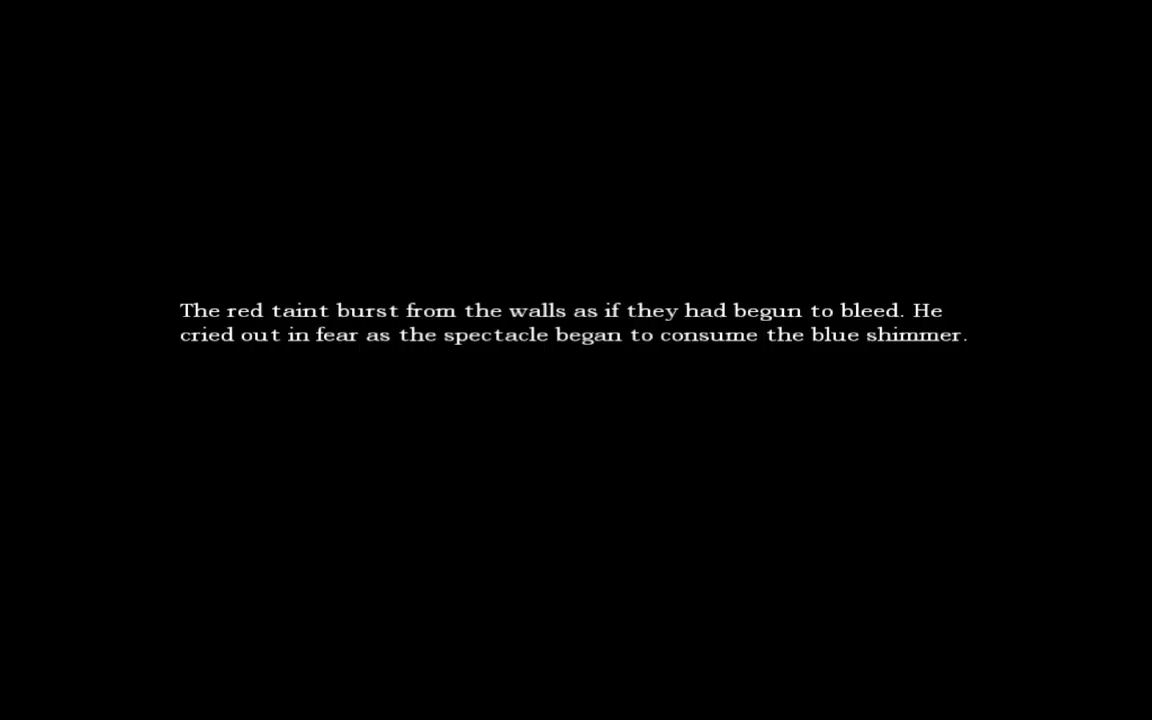 The red taint burst from the walls as if they had begun to bleed. He
cried out in fear as the spectacle began to consume the blue shimmer.